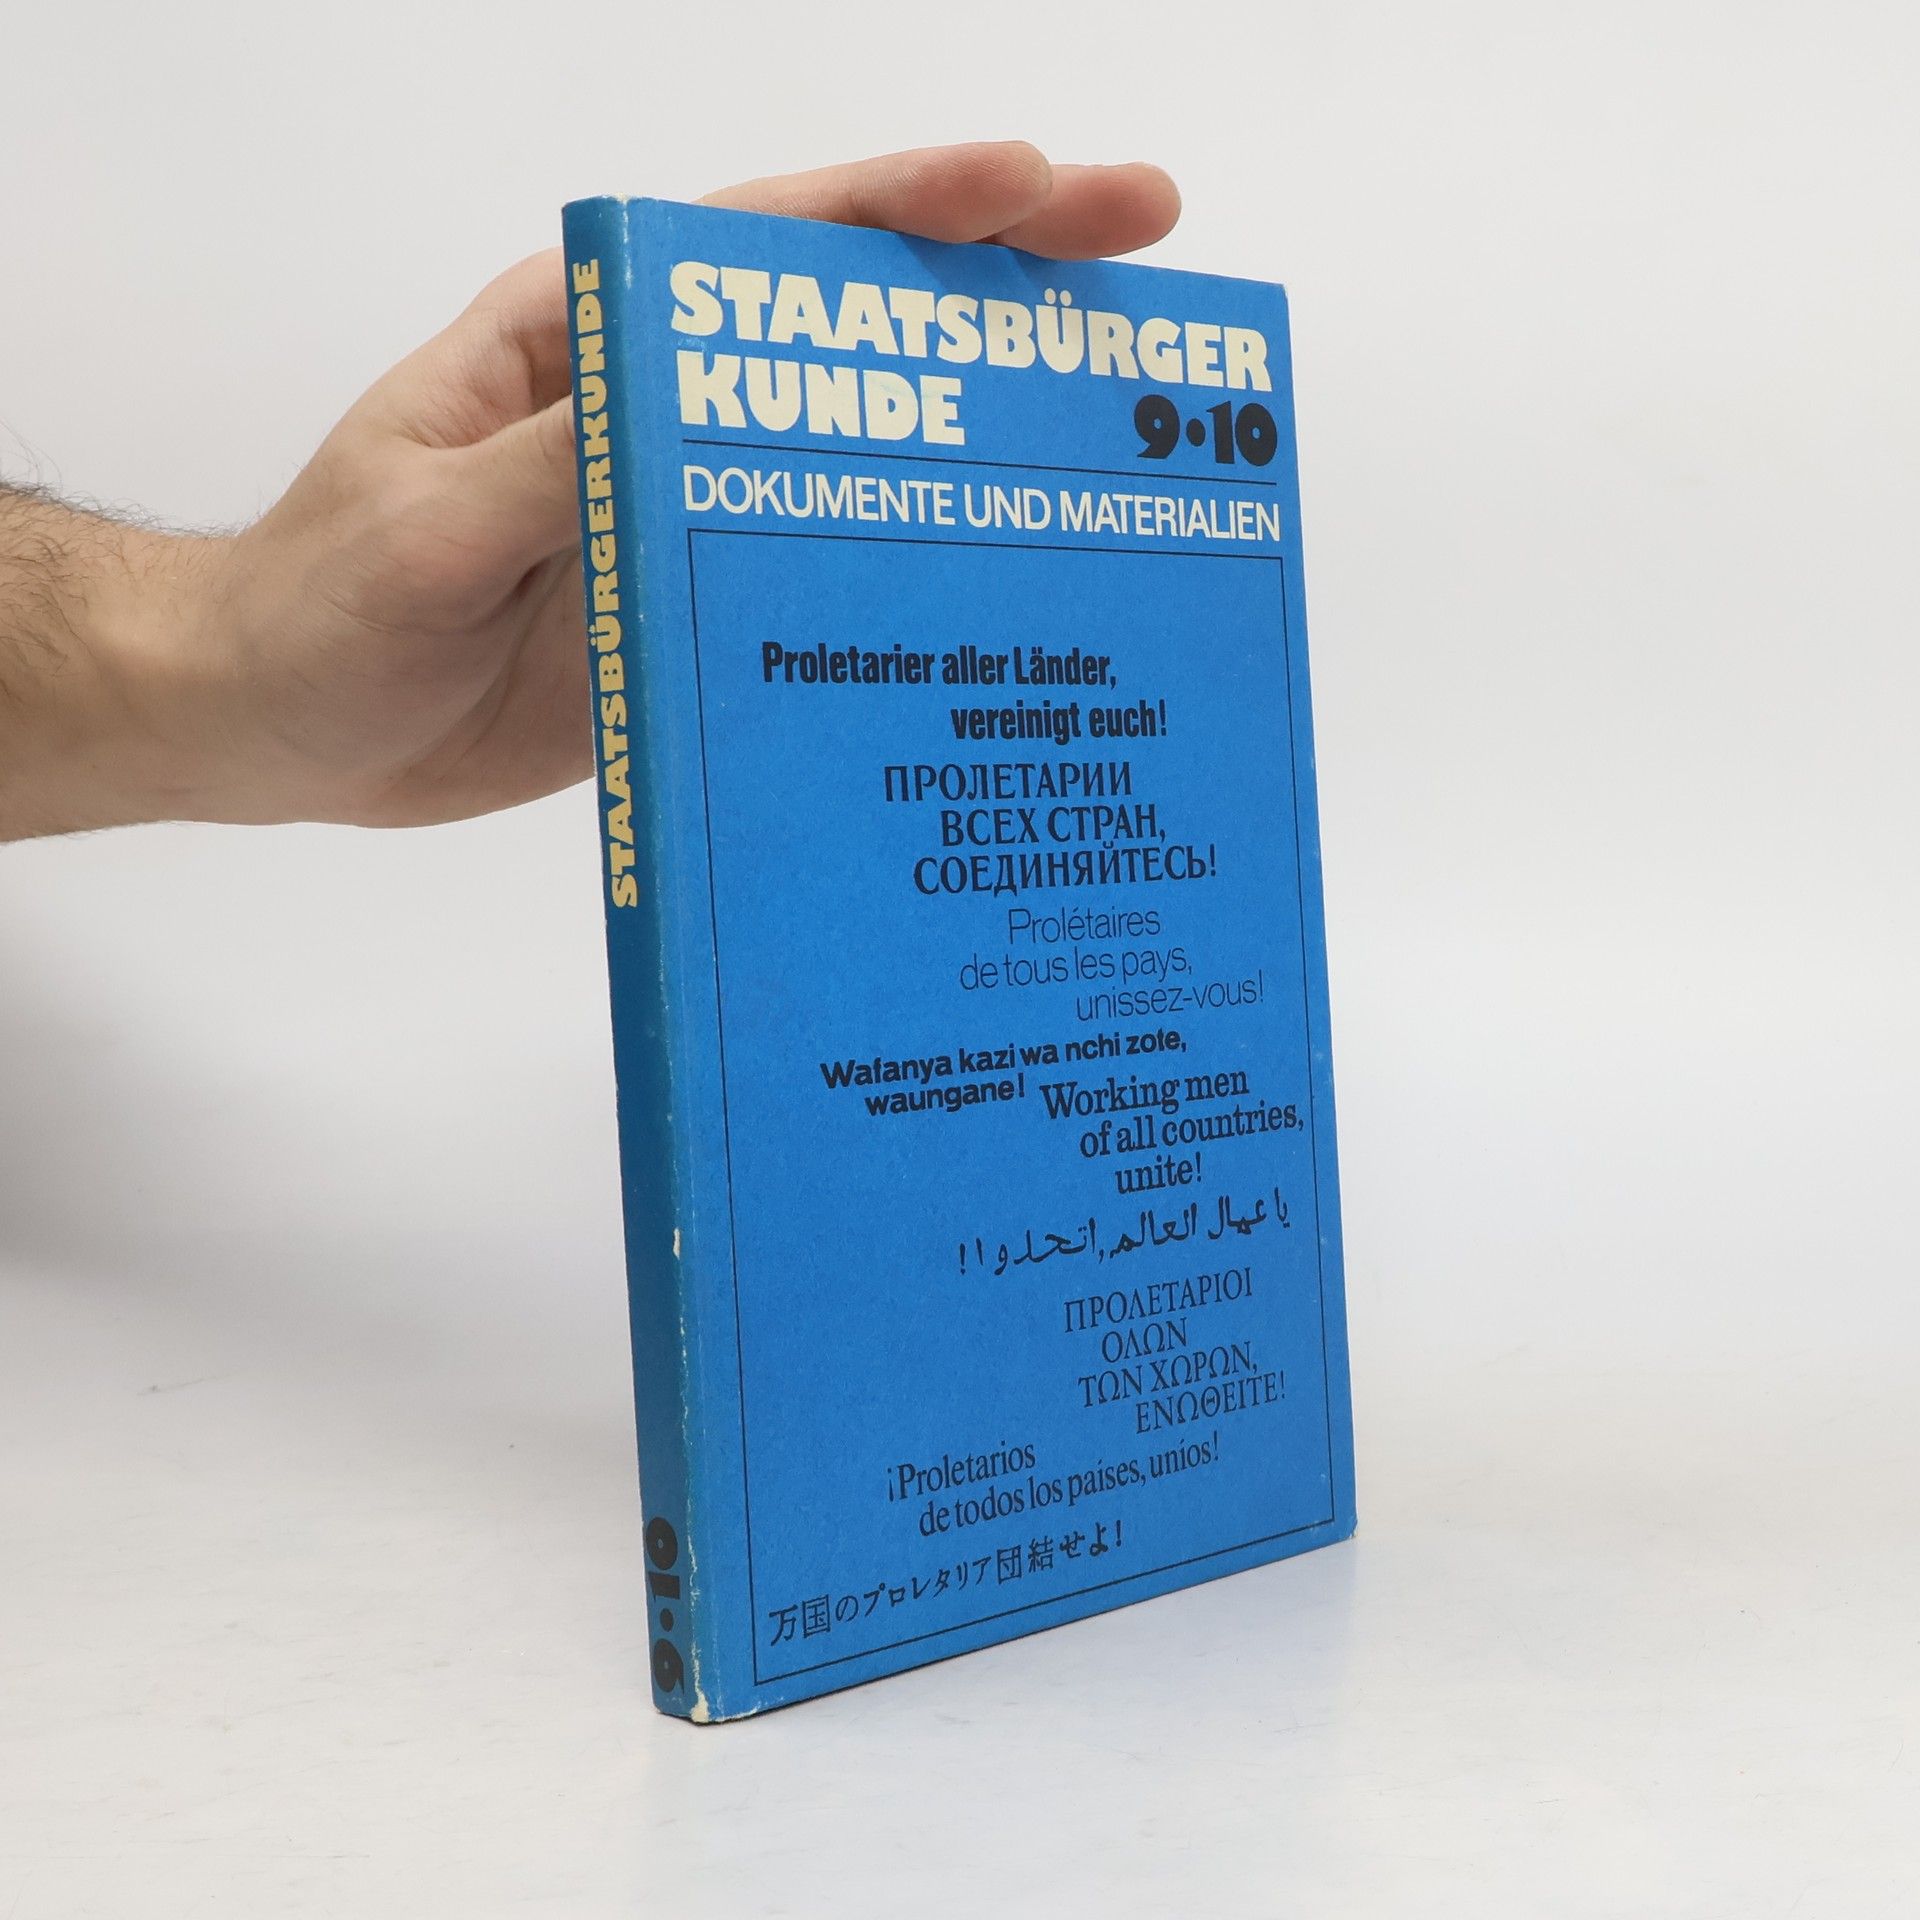 STAATSBÜRGERKUNDE
9•10
STAATSBÜRGER
KUNDE
9•10
DOKUMENTE UND MATERIALIEN
Proletarier aller Länder,
vereinigt euch!
ПРОЛЕТАРИИ
ВСЕХ СТРАН,
СОЕДИНЯЙТЕСЬ!
Prolétaires
de tous les pays,
unissez-vous!
Wafanya kazi wa nchi zote,
waungane!
Working men
of all countries,
unite!
يا عمال العالم, اتحدوا!
ΠΡΟΛΕΤΑΡΙΟΙ
ΟΛΩΝ
ΤΩΝ ΧΩΡΩΝ,
ΕΝΩΘΕΙΤΕ!
¡Proletarios
de todos los países, uníos!
万国のプロレタリア団結せよ!